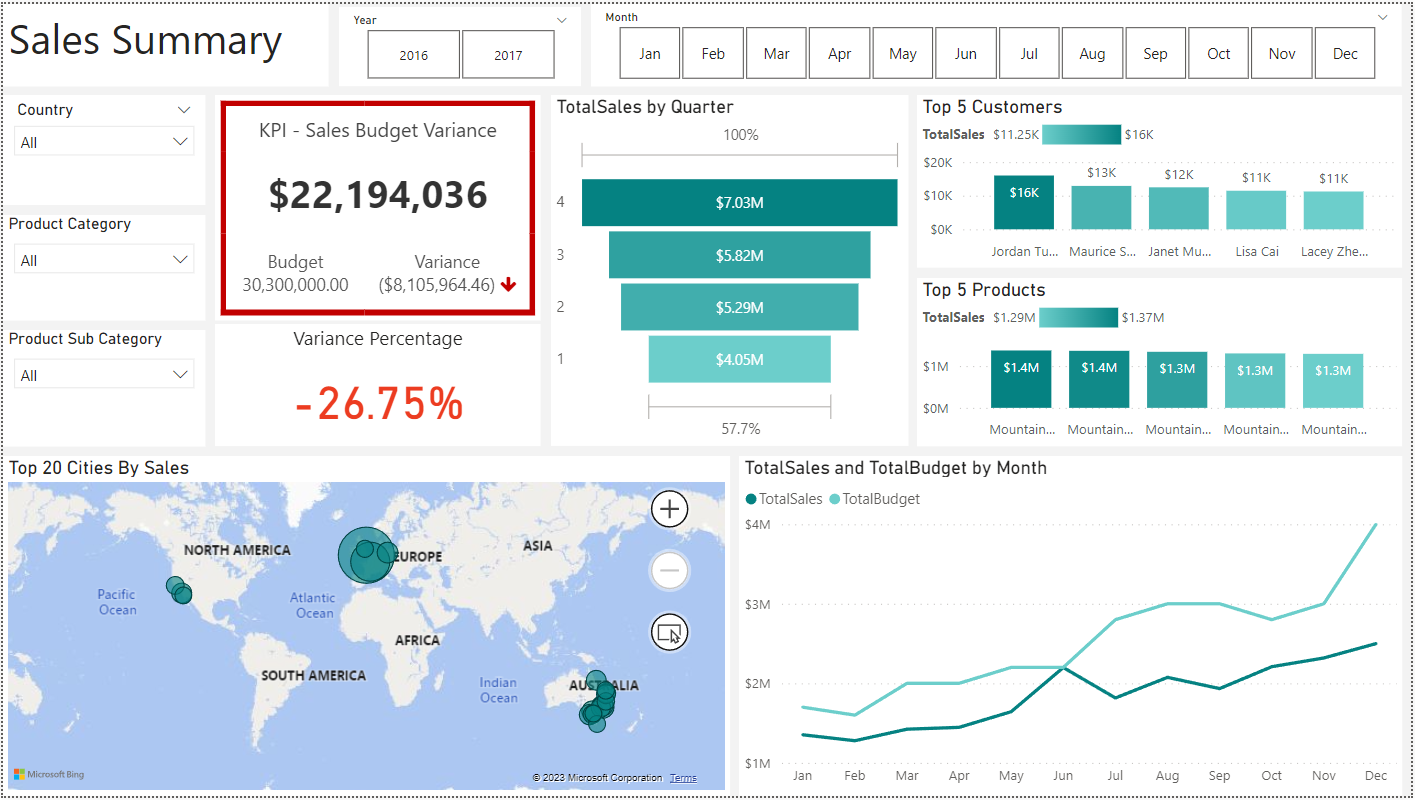 Sales Summary
Year
2016 2017
Month
Jan Feb Mar Apr May Jun Jul Aug Sep Oct Nov Dec
Country
All
Product Category
All
Product Sub Category
All
KPI - Sales Budget Variance
$22,194,036
Budget Variance
30,300,000.00 ($8,105,964.46)
Variance Percentage
-26.75%
TotalSales by Quarter
100%
4 $7.03M
3 $5.82M
2 $5.29M
1 $4.05M
57.7%
Top 5 Customers
TotalSales $11.25K $16K
$20K
$10K
$0K
$16K $13K $12K $11K $11K
Jordan Tu... Maurice S... Janet Mu... Lisa Cai Lacey Zhe...
Top 5 Products
TotalSales $1.29M $1.37M
$1M
$0M
$1.4M $1.4M $1.3M $1.3M $1.3M
Mountain... Mountain... Mountain... Mountain... Mountain...
Top 20 Cities By Sales
NORTH AMERICA
EUROPE
ASIA
Pacific
Ocean
Atlantic
Ocean
AFRICA
SOUTH AMERICA
Indian
Ocean
AUSTRALIA
Microsoft Bing
© 2023 Microsoft Corporation Terms
TotalSales and TotalBudget by Month
TotalSales TotalBudget
$4M
$3M
$2M
$1M
Jan Feb Mar Apr May Jun Jul Aug Sep Oct Nov Dec